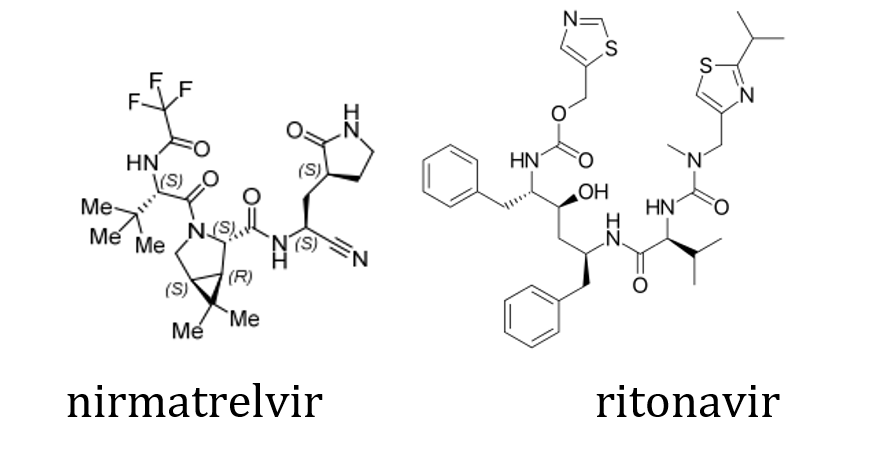 F
F
F
O
HN
(S)
O
Me
Me
Me
N
(S)
O
N
H
(S)
N
(S)
O
H
N
(S)
(R)
Me
Me
N
S
O
HN
O
OH
H
N
O
HN
O
N
N
S
nirmatrelvir
ritonavir